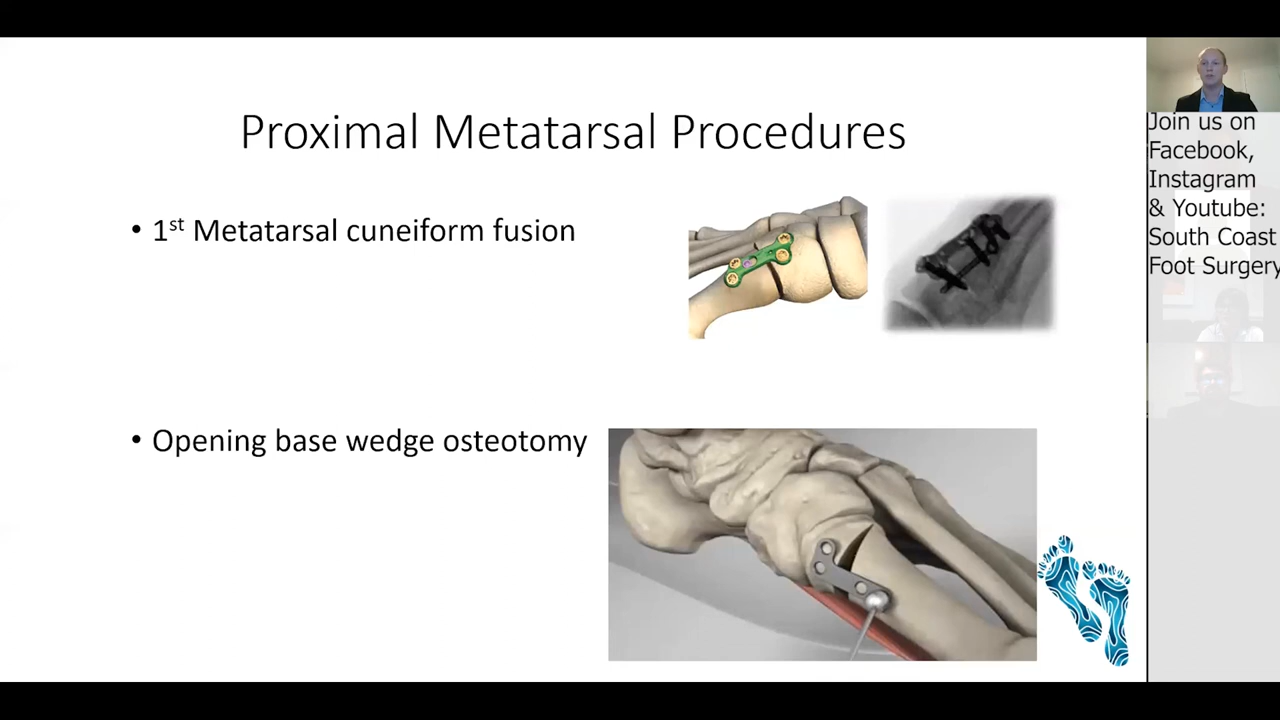 Proximal Metatarsal Procedures
• 1st Metatarsal cuneiform fusion
• Opening base wedge osteotomy
Join us on
Facebook,
Instagram
& Youtube:
South Coast
Foot Surgery